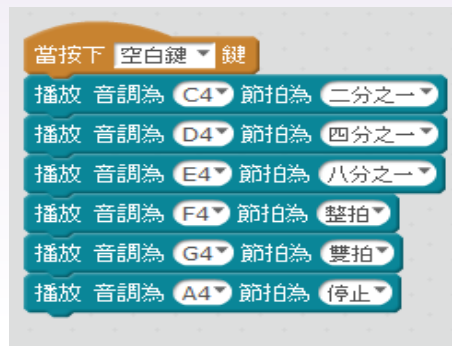 當按下 空白鍵 鍵
播放 音調為 C4 節拍為 二分之一
播放 音調為 D4 節拍為 四分之一
播放 音調為 E4 節拍為 八分之一
播放 音調為 F4 節拍為 整拍
播放 音調為 G4 節拍為 雙拍
播放 音調為 A4 節拍為 停止